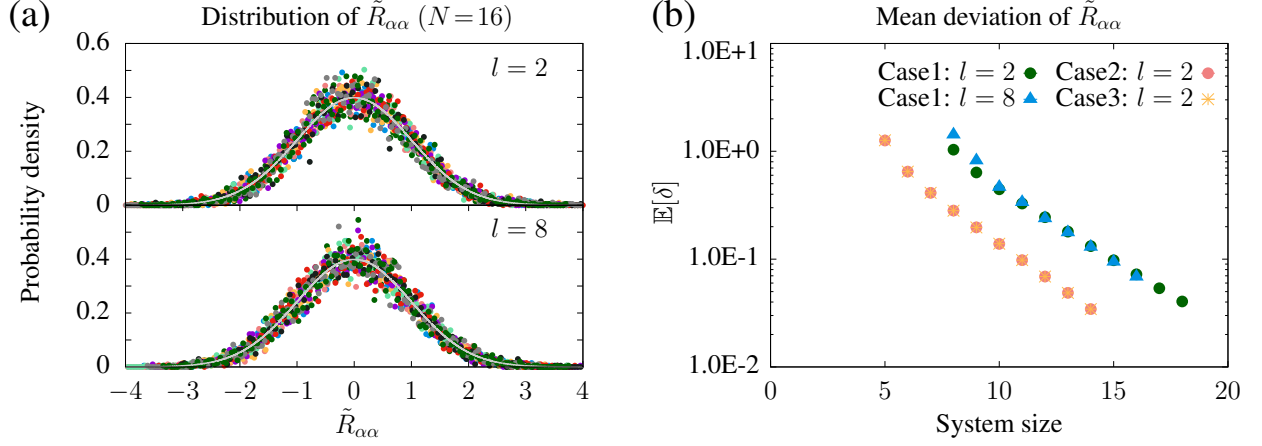 (a)
Distribution of R̃_αα (N=16)
Probability density
0.6
0.4
0.2
0
l = 2
0.4
0.2
0
l = 8
−4 −3 −2 −1 0 1 2 3 4
R̃_αα
(b)
Mean deviation of R̃_αα
𝔼[δ]
1.0E+1
1.0E+0
1.0E-1
1.0E-2
Case1: l = 2 Case2: l = 2
Case1: l = 8 Case3: l = 2
0 5 10 15 20
System size